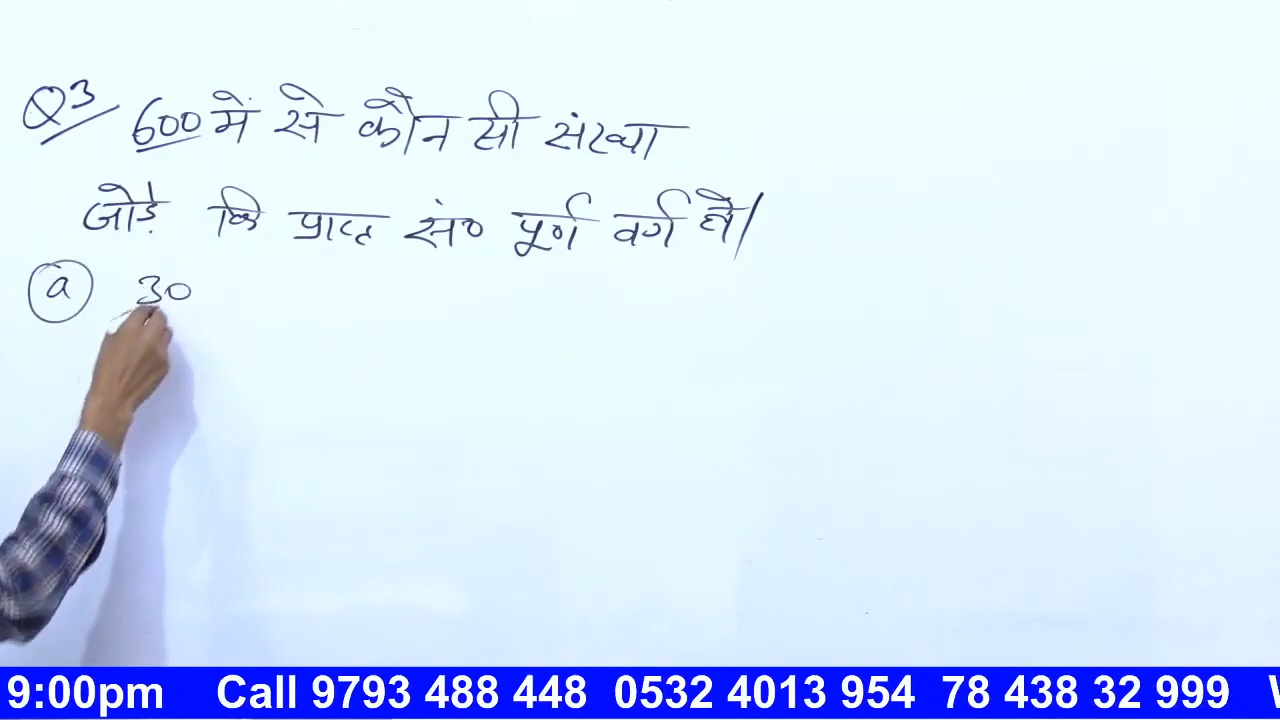 Q3 600 में से कौन सी संख्या
जोड़े कि प्राप्त सं० पूर्ण वर्ग हो।
(a) 30
9:00pm Call 9793 488 448 0532 4013 954 78 438 32 999